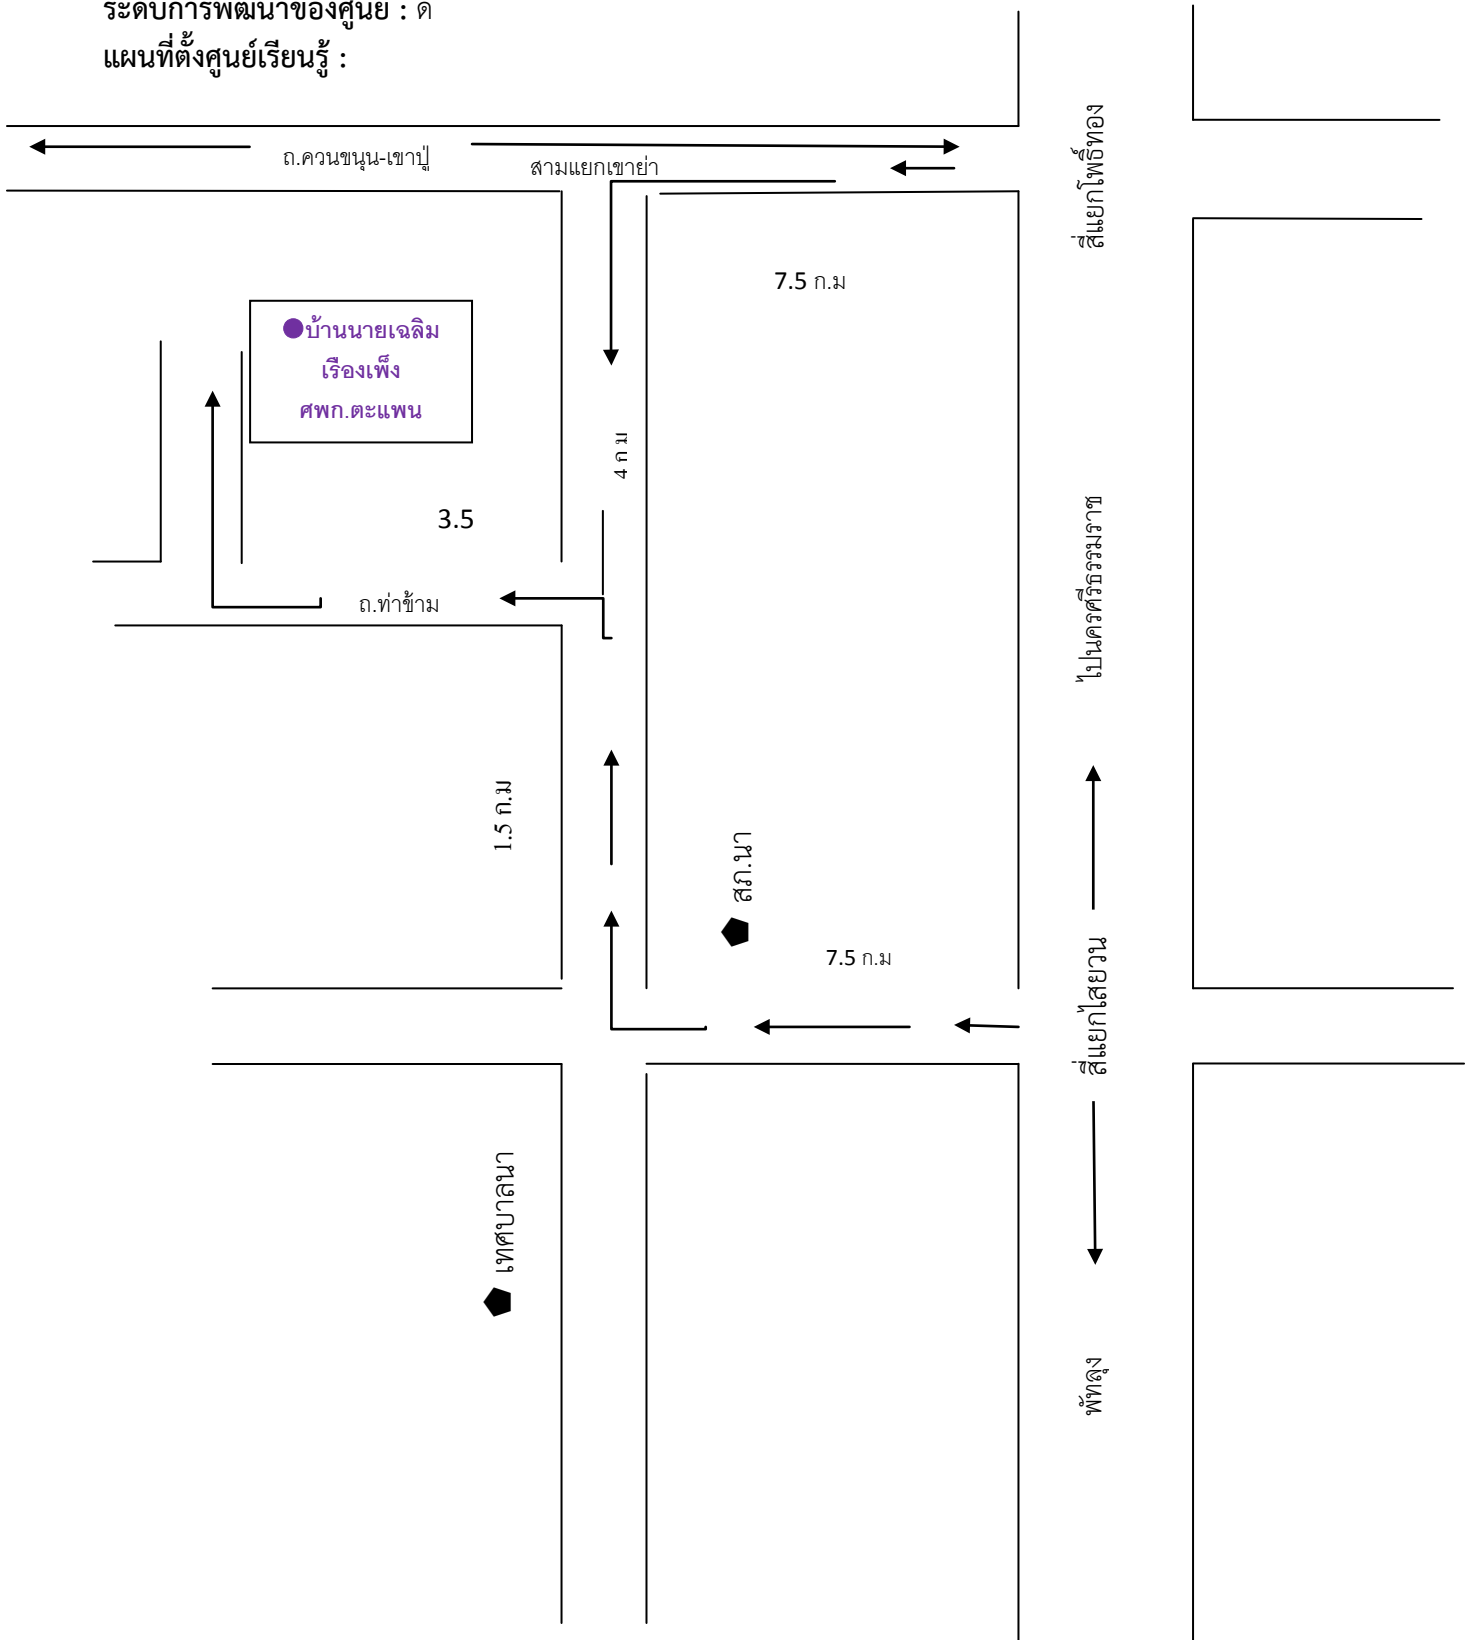 ระดับการพัฒนาของศูนย์ : ด
แผนที่ตั้งศูนย์เรียนรู้ :
ถ.ควนขนุน-เขาปู่
สามแยกเขาย่า
สี่แยกโพธิ์ทอง
7.5 ก.ม
บ้านนายเฉลิม
เรืองเพ็ง
ศพก.ตะแพน
4 ก ม
3.5
ไปนครศรีธรรมราช
ถ.ท่าข้าม
1.5 ก.ม
สภ.นา
7.5 ก.ม
สี่แยกไสยวน
เทศบาลนา
พัทลุง